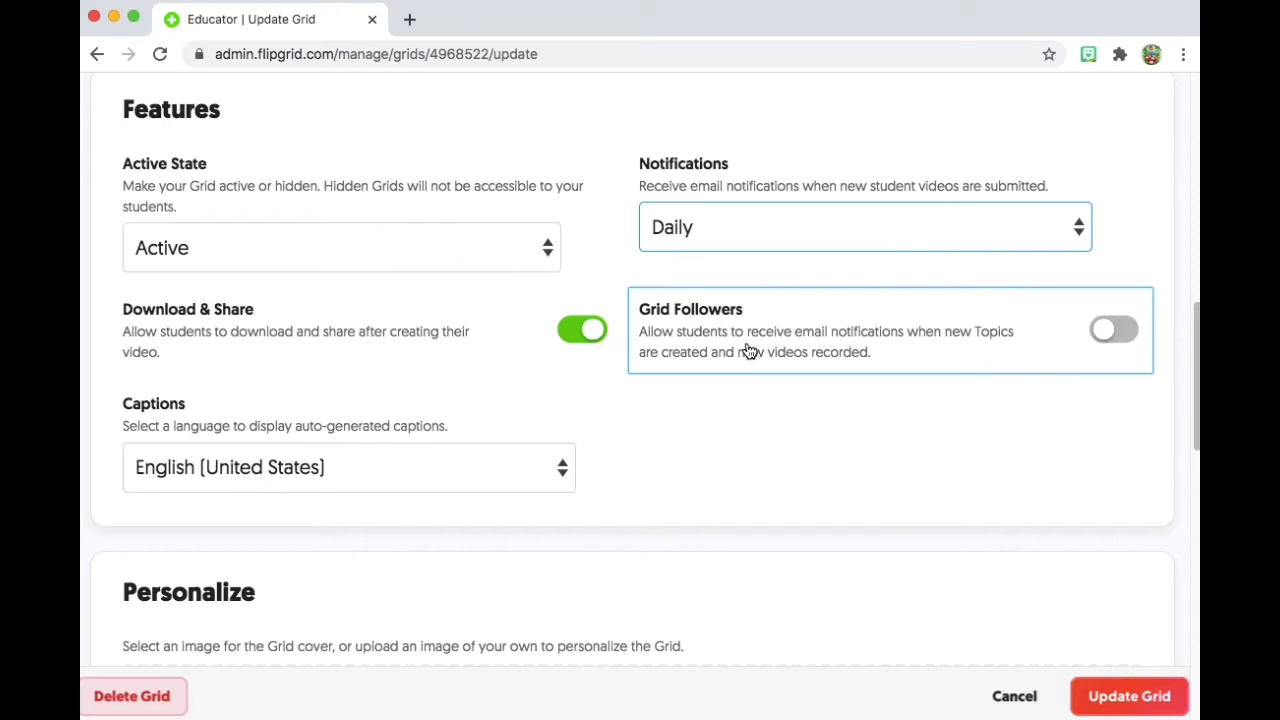 Educator | Update Grid
admin.flipgrid.com/manage/grids/4968522/update
Features
Active State
Make your Grid active or hidden. Hidden Grids will not be accessible to your
students.
Active
Notifications
Receive email notifications when new student videos are submitted.
Daily
Download & Share
Allow students to download and share after creating their
video.
Grid Followers
Allow students to receive email notifications when new Topics
are created and new videos recorded.
Captions
Select a language to display auto-generated captions.
English (United States)
Personalize
Select an image for the Grid cover, or upload an image of your own to personalize the Grid.
Delete Grid
Cancel
Update Grid